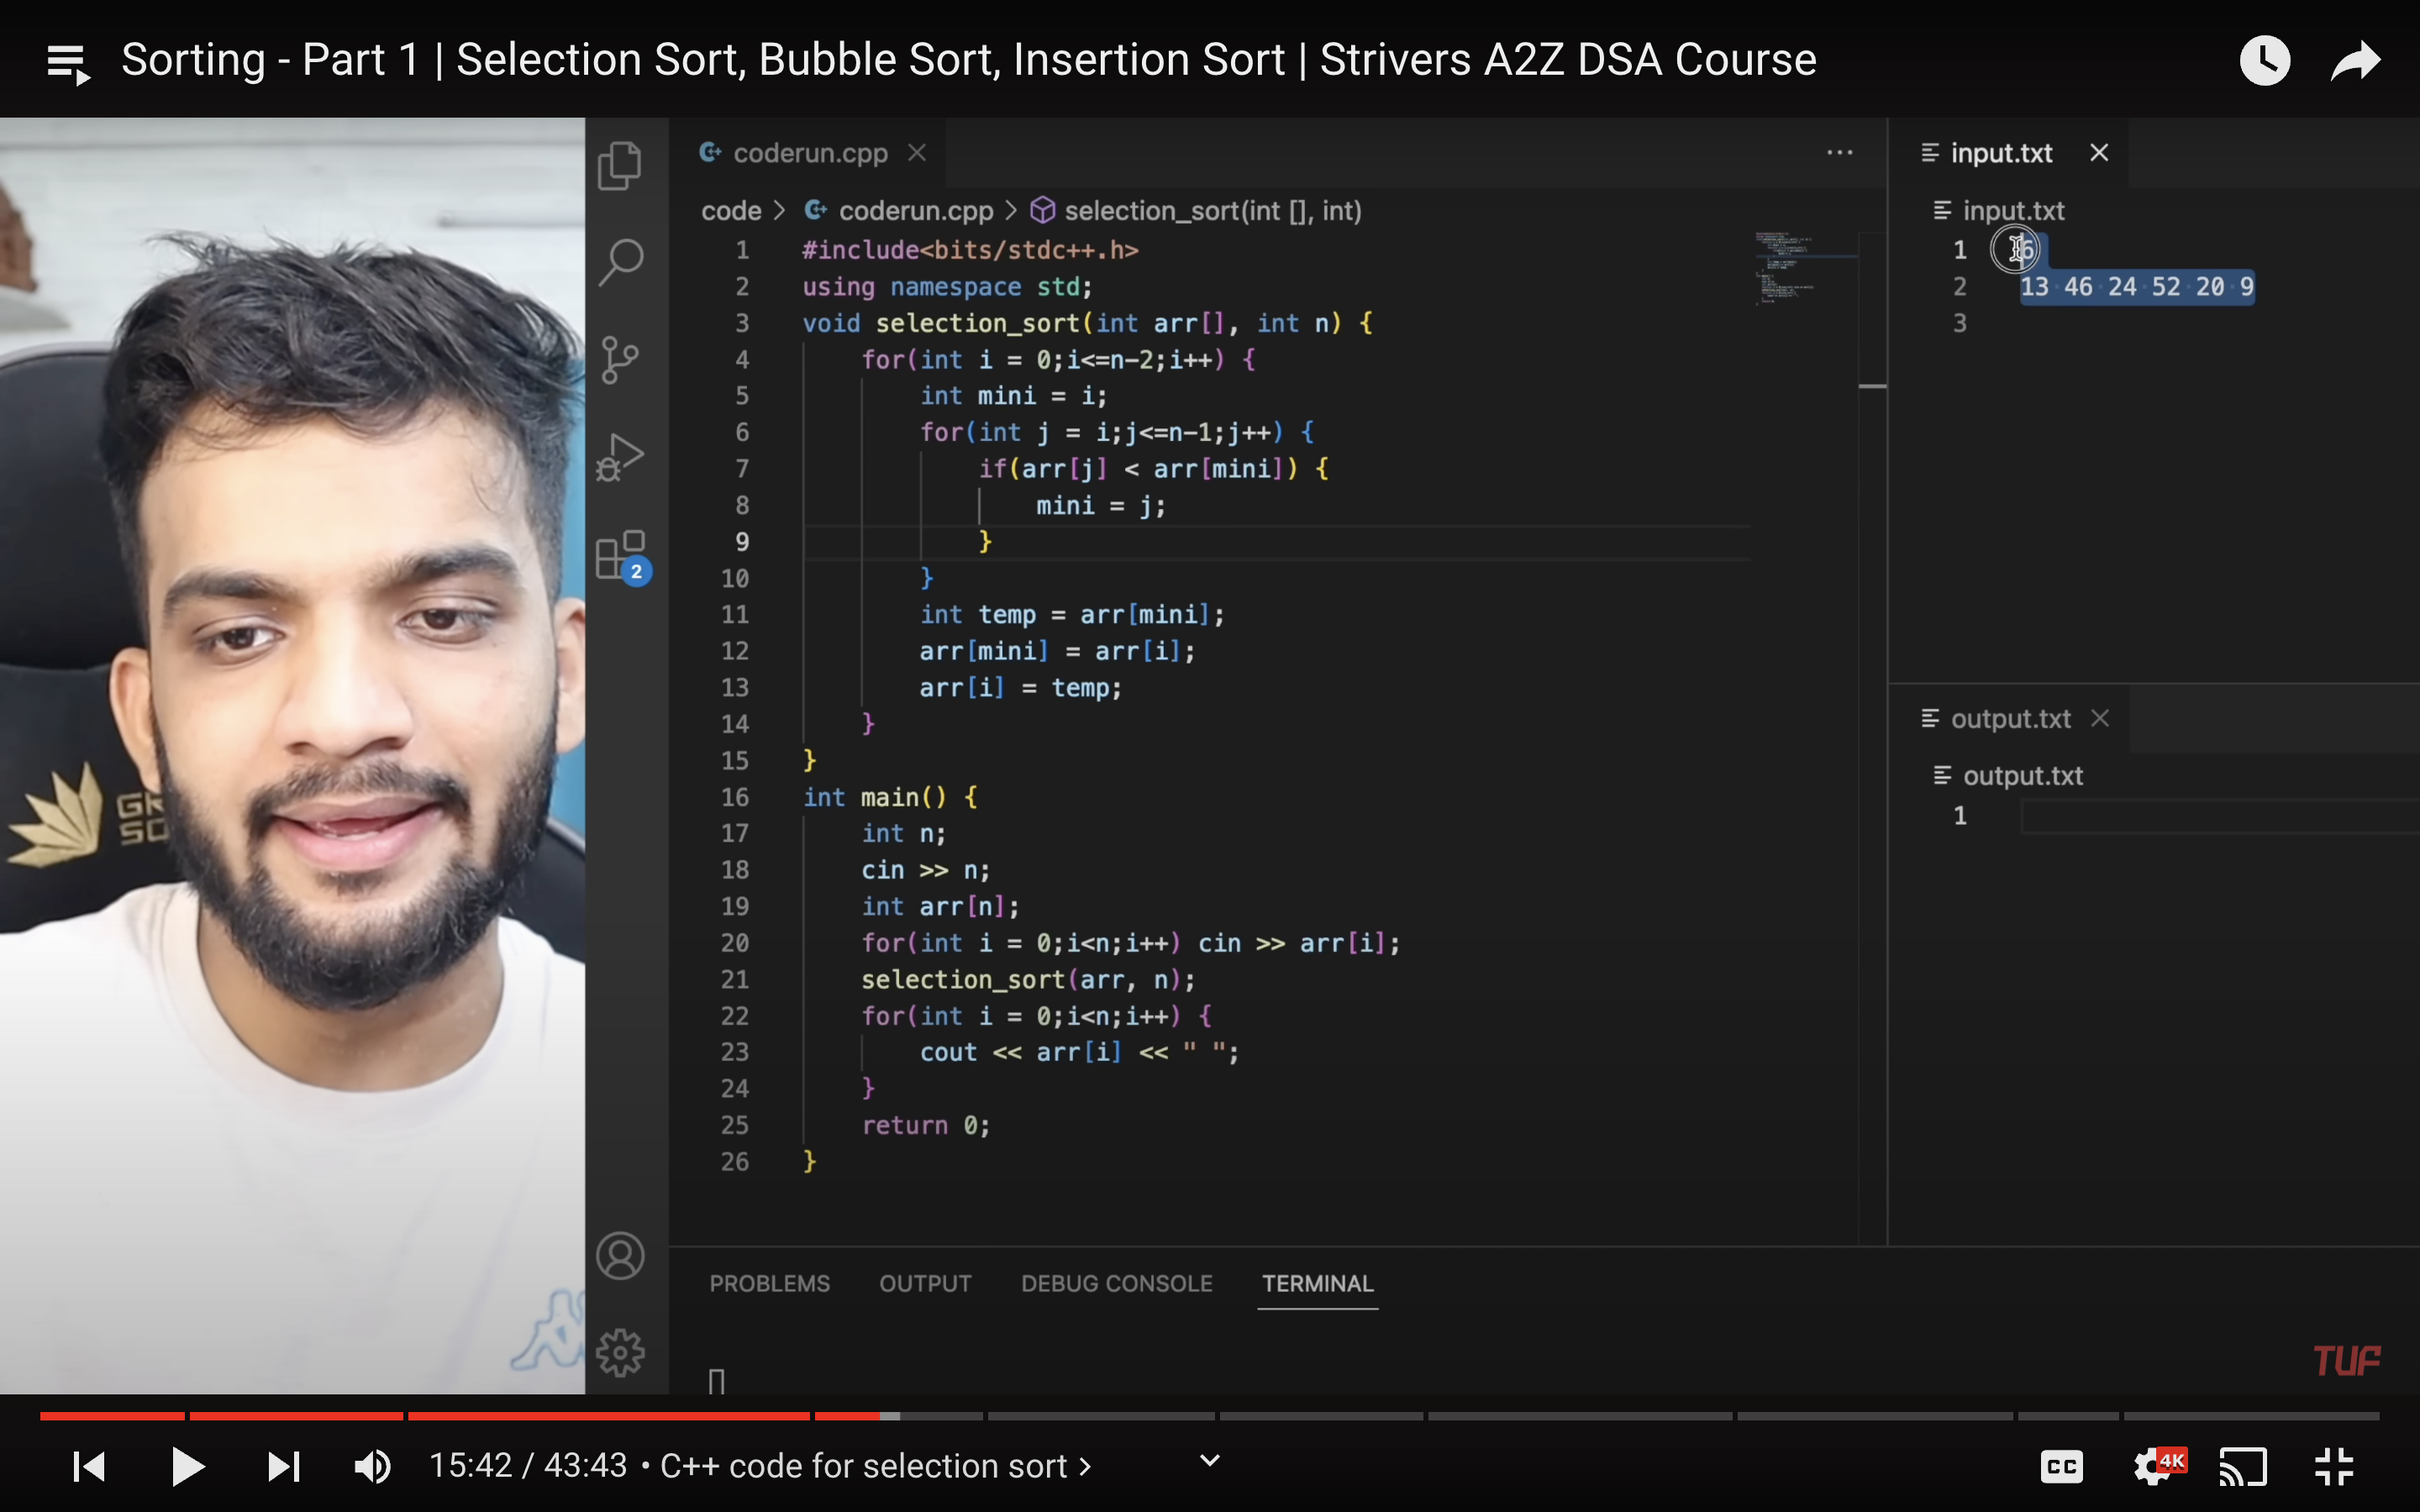 Sorting - Part 1 | Selection Sort, Bubble Sort, Insertion Sort | Strivers A2Z DSA Course
coderun.cpp
code > coderun.cpp > selection_sort(int [], int)
1 #include<bits/stdc++.h>
2 using namespace std;
3 void selection_sort(int arr[], int n) {
4     for(int i = 0;i<=n-2;i++) {
5         int mini = i;
6         for(int j = i;j<=n-1;j++) {
7             if(arr[j] < arr[mini]) {
8                 mini = j;
9             }
10         }
11         int temp = arr[mini];
12         arr[mini] = arr[i];
13         arr[i] = temp;
14     }
15 }
16 int main() {
17     int n;
18     cin >> n;
19     int arr[n];
20     for(int i = 0;i<n;i++) cin >> arr[i];
21     selection_sort(arr, n);
22     for(int i = 0;i<n;i++) {
23         cout << arr[i] << " ";
24     }
25     return 0;
26 }
input.txt
input.txt
1 6
2 13 46 24 52 20 9
3
output.txt
output.txt
1
2
PROBLEMS OUTPUT DEBUG CONSOLE TERMINAL
TUF
15:42 / 43:43 • C++ code for selection sort >
CC
4K